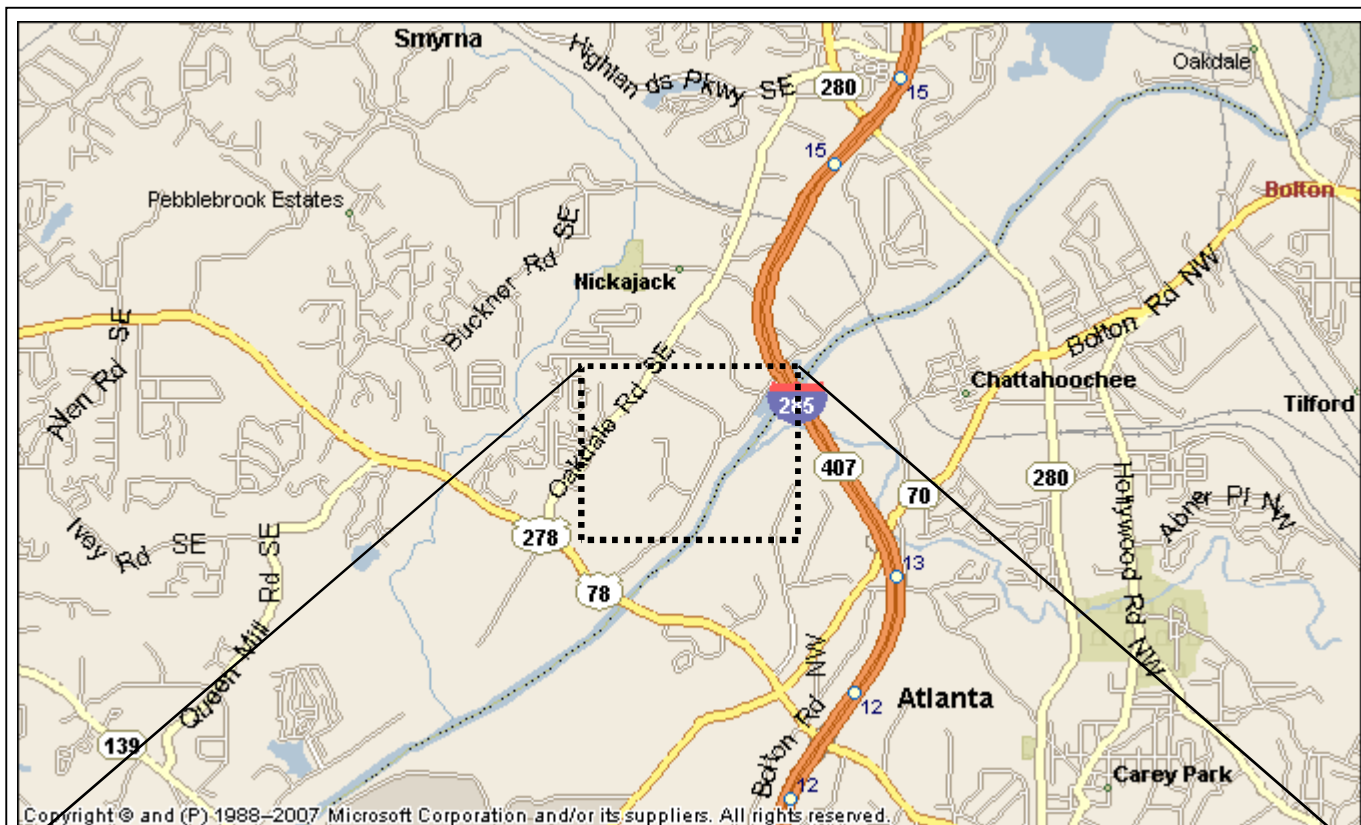 Smyrna
Highlands Pkwy SE
280
15
Oakdale
15
Pebblebrook Estates
Bolton
Buckner Rd SE
Nickajack
Bolton Rd NW
Allen Rd SE
Oakdale Rd SE
285
Chattahoochee
Tilford
407
280
70
Hollywood Rd NW
Abner Pl NW
Ivey Rd SE
278
13
78
Queen Mill Rd SE
Bolton Rd NW
12
Atlanta
139
12
Carey Park
Copyright © and (P) 1988–2007 Microsoft Corporation and/or its suppliers. All rights reserved.